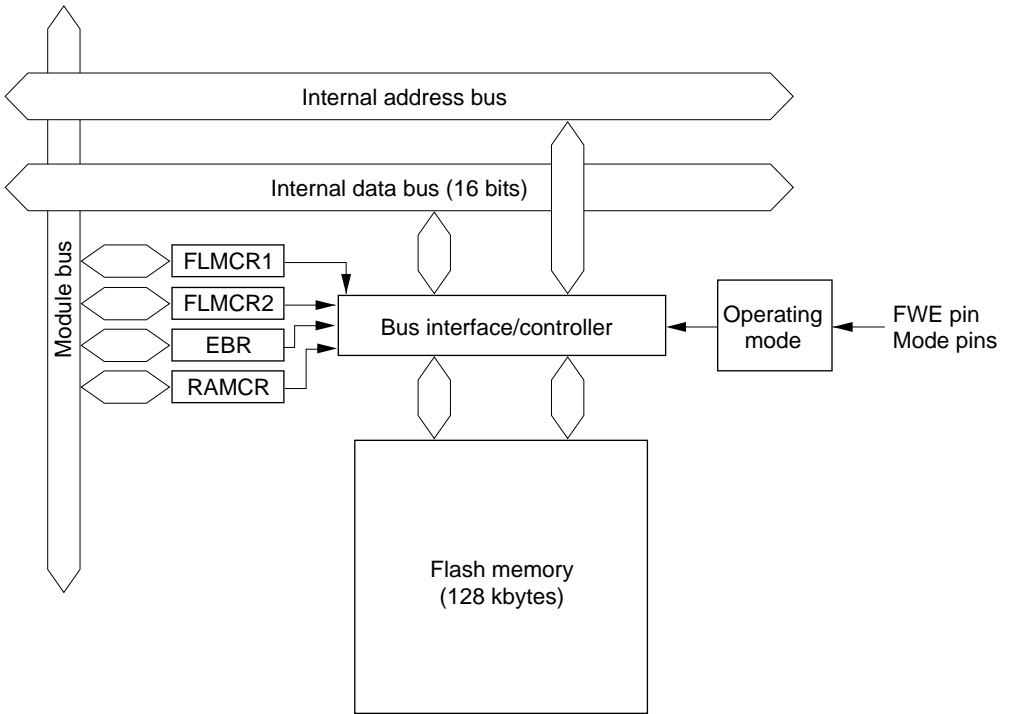 Internal address bus
Internal data bus (16 bits)
Module bus
FLMCR1
FLMCR2
EBR
RAMCR
Bus interface/controller
Operating
mode
FWE pin
Mode pins
Flash memory
(128 kbytes)